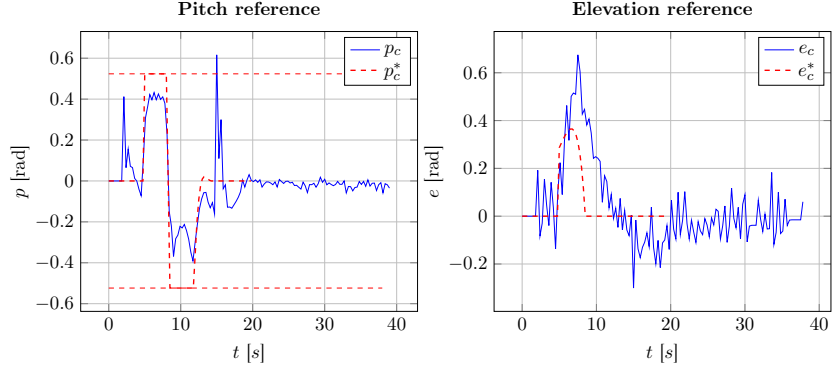 Pitch reference
0.6
0.4
0.2
0
−0.2
−0.4
−0.6
p [rad]
0 10 20 30 40
t [s]
p_c
p_c^*
Elevation reference
0.6
0.4
0.2
0
−0.2
e [rad]
0 10 20 30 40
t [s]
e_c
e_c^*